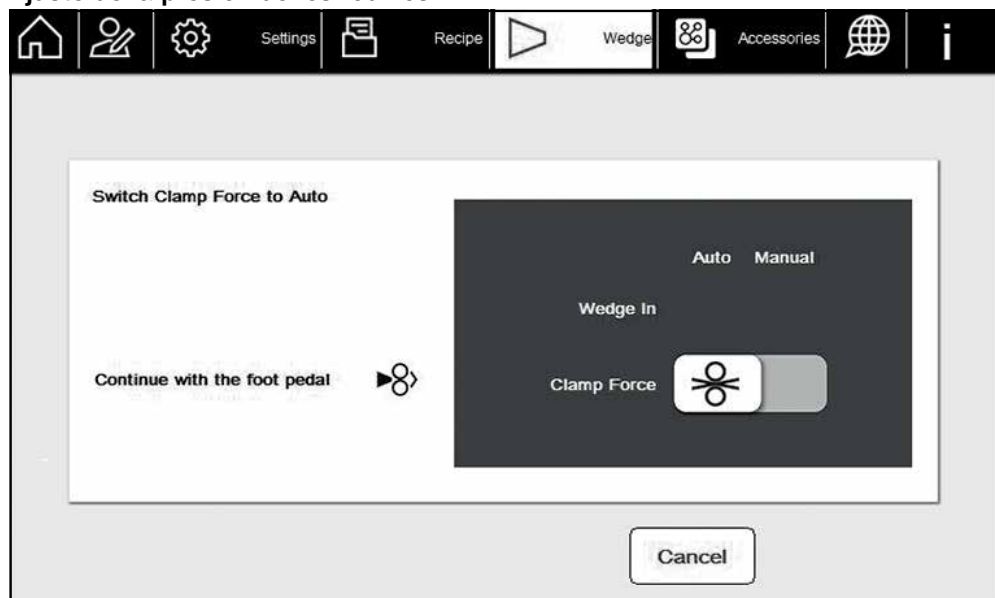 Settings Recipe Wedge Accessories i
Switch Clamp Force to Auto
Auto Manual
Wedge In
Continue with the foot pedal
Clamp Force
Cancel